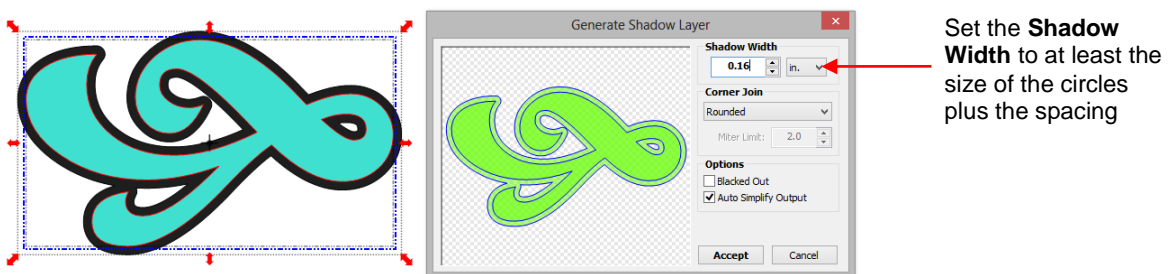 Generate Shadow Layer
Shadow Width
0.16 in.
Corner Join
Rounded
Miter Limit: 2.0
Options
Blacked Out
Auto Simplify Output
Accept Cancel
Set the Shadow
Width to at least the
size of the circles
plus the spacing